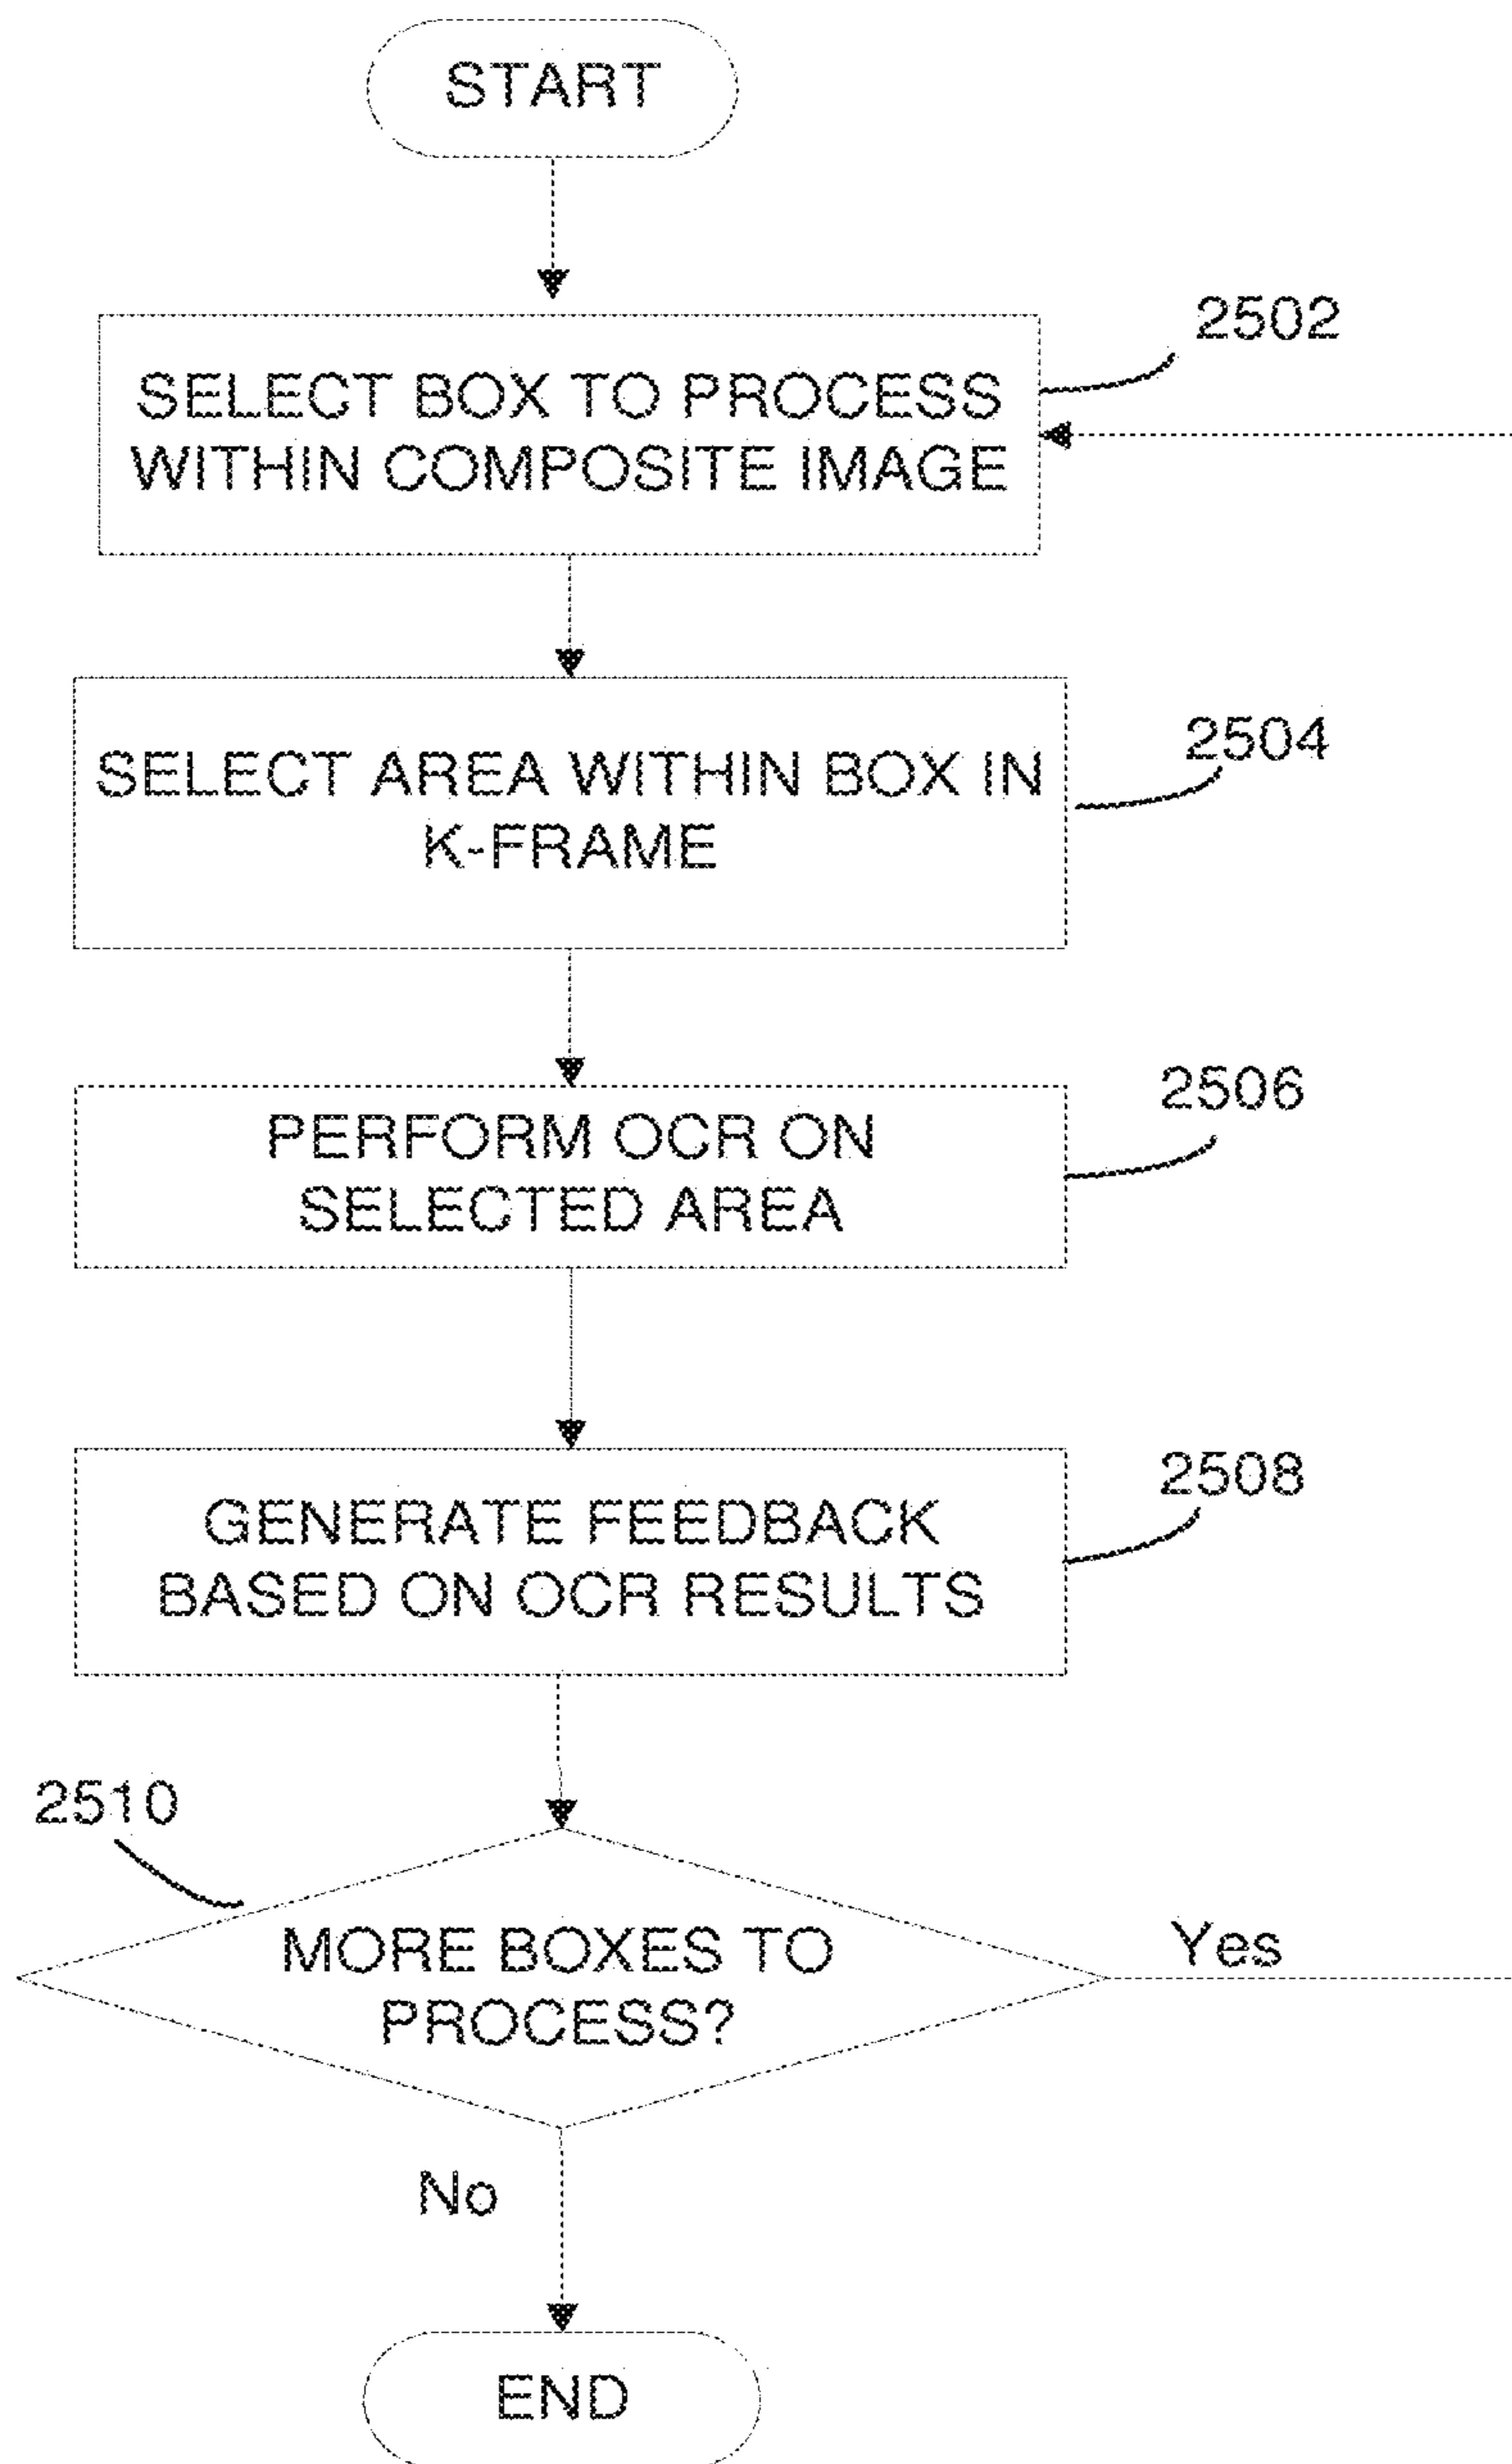 START
2502
SELECT BOX TO PROCESS
WITHIN COMPOSITE IMAGE
2504
SELECT AREA WITHIN BOX IN
K-FRAME
2506
PERFORM OCR ON
SELECTED AREA
2508
GENERATE FEEDBACK
BASED ON OCR RESULTS
2510
MORE BOXES TO
PROCESS?
Yes
No
END